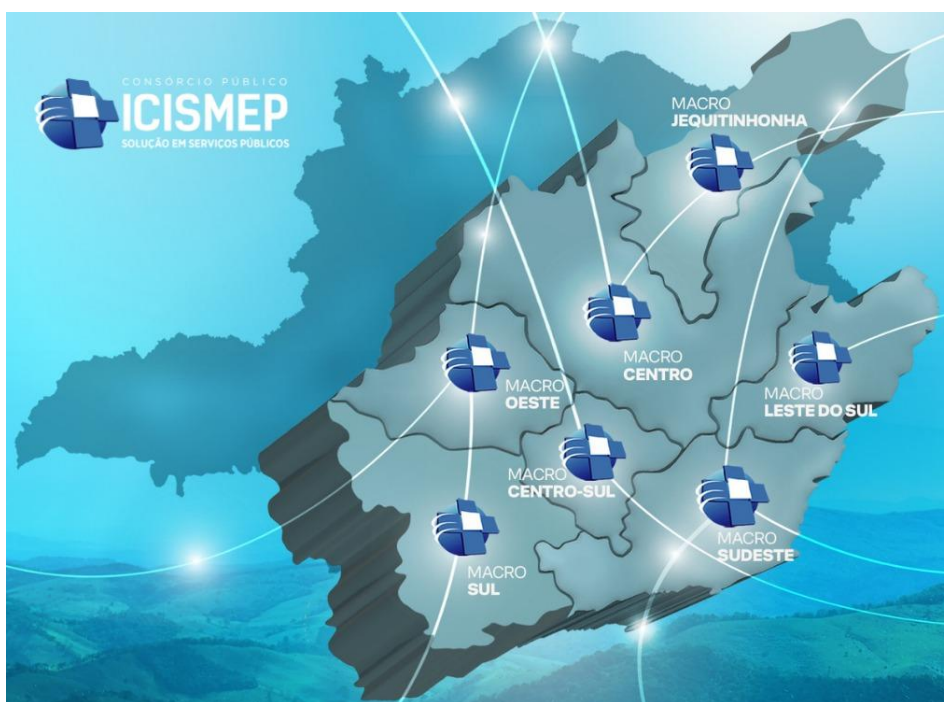 CONSÓRCIO PÚBLICO
ICISMEP
SOLUÇÃO EM SERVIÇOS PÚBLICOS
MACRO
JEQUITINHONHA
MACRO
CENTRO
MACRO
OESTE
MACRO
LESTE DO SUL
MACRO
CENTRO-SUL
MACRO
SUDESTE
MACRO
SUL